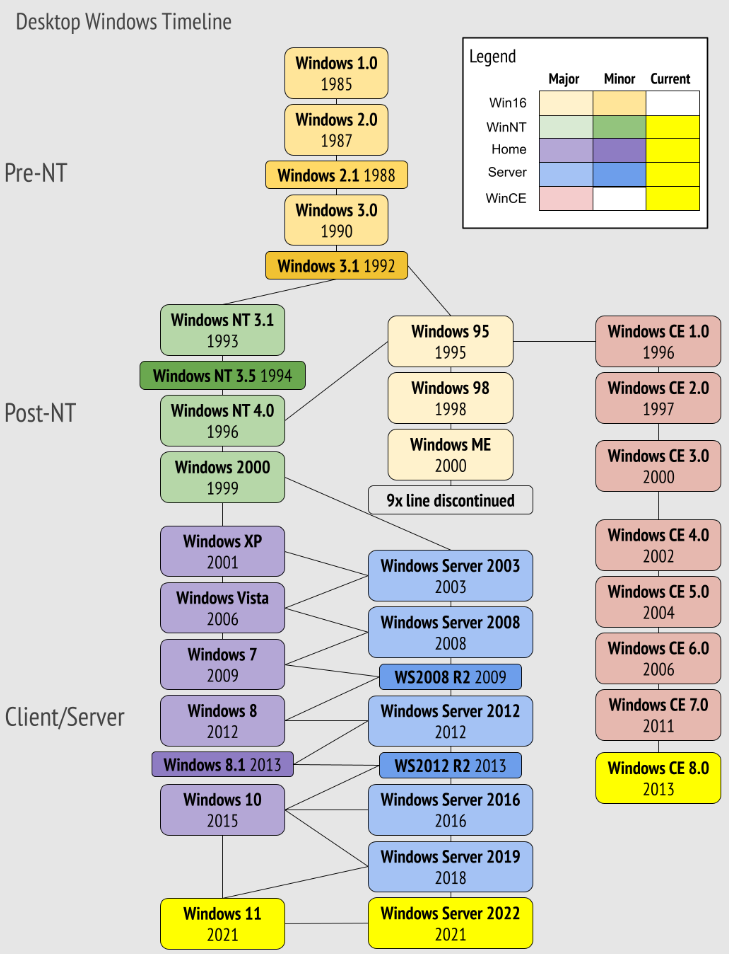 Desktop Windows Timeline
Legend
Major Minor Current
Win16
WinNT
Home
Server
WinCE
Pre-NT
Windows 1.0
1985
Windows 2.0
1987
Windows 2.1 1988
Windows 3.0
1990
Windows 3.1 1992
Post-NT
Windows NT 3.1
1993
Windows NT 3.5 1994
Windows NT 4.0
1996
Windows 2000
1999
Windows 95
1995
Windows 98
1998
Windows ME
2000
9x line discontinued
Windows CE 1.0
1996
Windows CE 2.0
1997
Windows CE 3.0
2000
Windows CE 4.0
2002
Windows CE 5.0
2004
Windows CE 6.0
2006
Windows CE 7.0
2011
Windows CE 8.0
2013
Client/Server
Windows XP
2001
Windows Vista
2006
Windows 7
2009
Windows 8
2012
Windows 8.1 2013
Windows 10
2015
Windows 11
2021
Windows Server 2003
2003
Windows Server 2008
2008
WS2008 R2 2009
Windows Server 2012
2012
WS2012 R2 2013
Windows Server 2016
2016
Windows Server 2019
2018
Windows Server 2022
2021